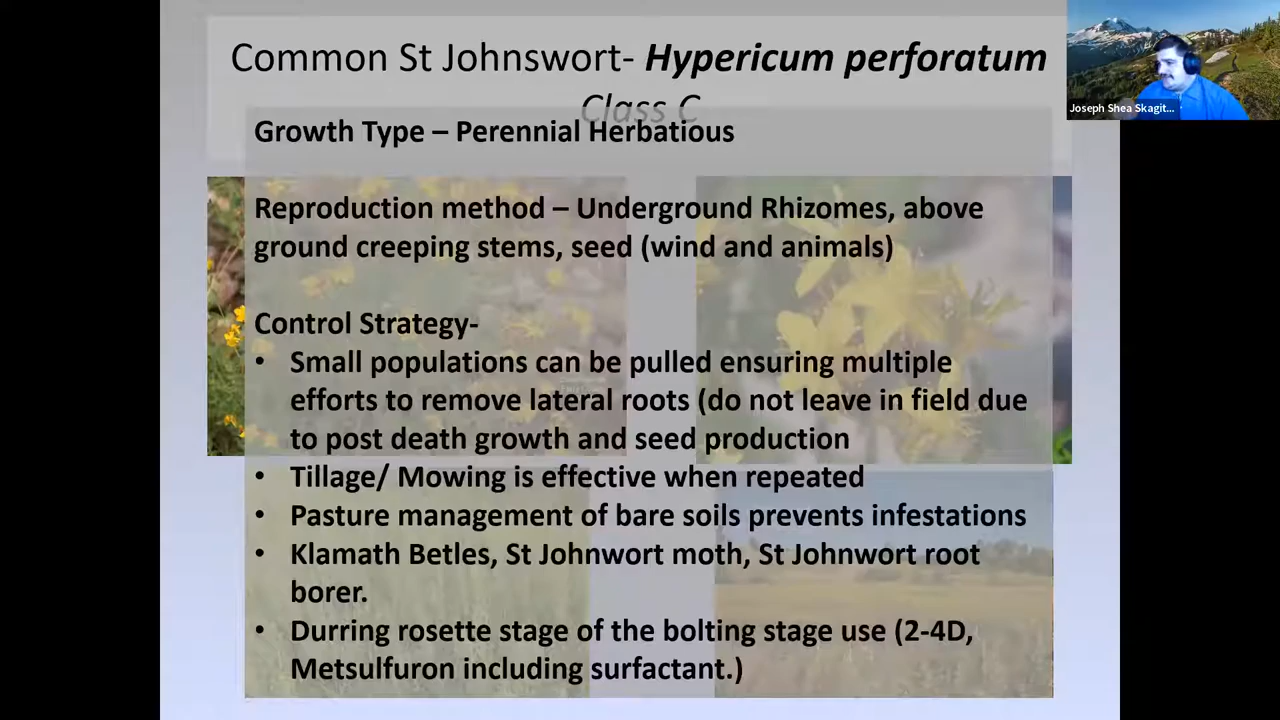 Common St Johnswort- Hypericum perforatum
Class C
Joseph Shea Skagit...
Growth Type – Perennial Herbatious
Reproduction method – Underground Rhizomes, above
ground creeping stems, seed (wind and animals)
Control Strategy-
• Small populations can be pulled ensuring multiple
efforts to remove lateral roots (do not leave in field due
to post death growth and seed production
• Tillage/ Mowing is effective when repeated
• Pasture management of bare soils prevents infestations
• Klamath Betles, St Johnwort moth, St Johnwort root
borer.
• Durring rosette stage of the bolting stage use (2-4D,
Metsulfuron including surfactant.)